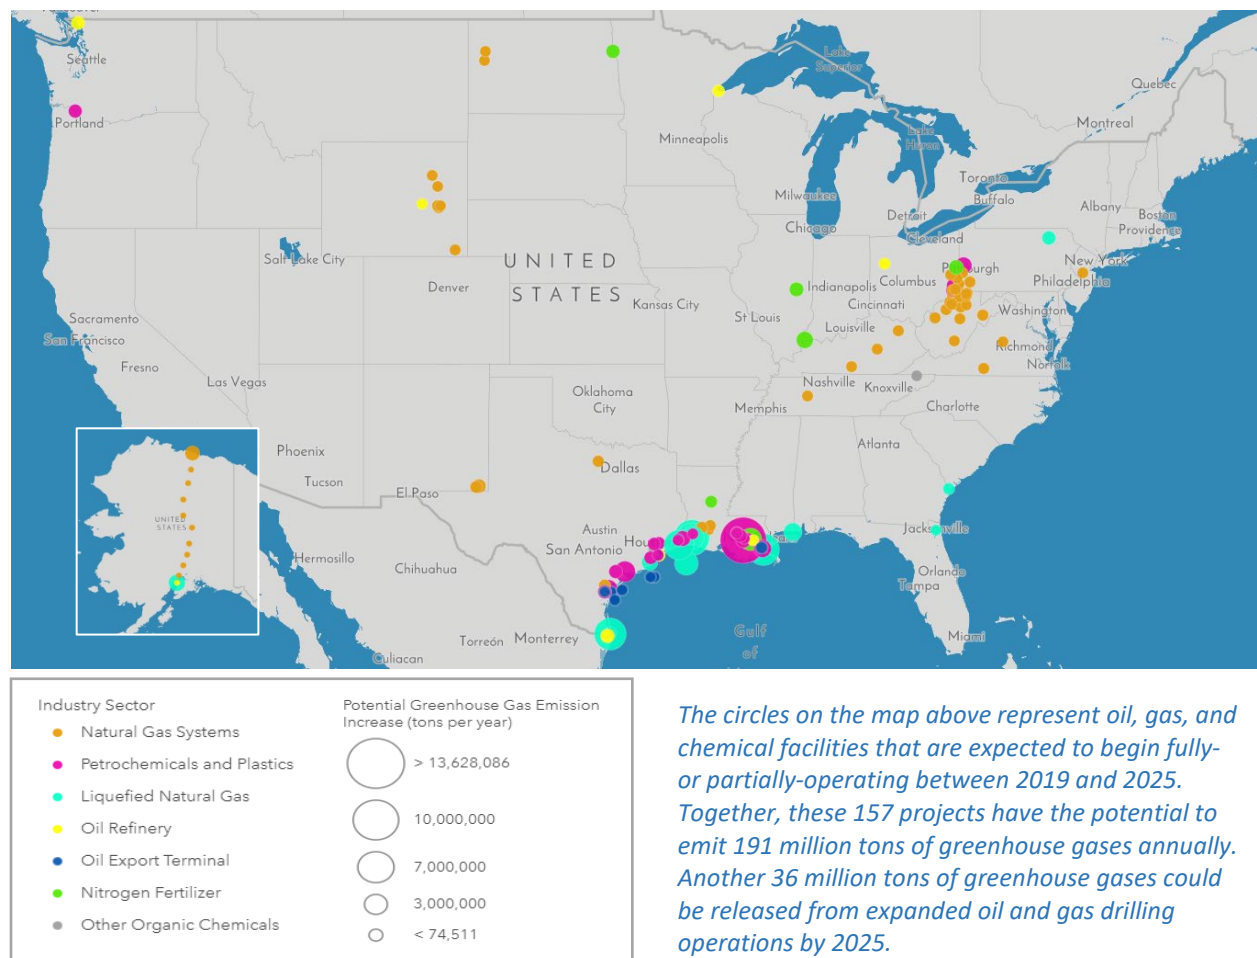 Vancouver
Seattle
Portland
Lake
Superior
Quebec
Montreal
Minneapolis
Lake
Huron
Toronto
Milwaukee
Buffalo
Albany
Boston
Detroit
Providence
Chicago
Cleveland
Salt Lake City
UNITED
STATES
Denver
New York
Pittsburgh
Philadelphia
Indianapolis
Columbus
Kansas City
Cincinnati
Washington
St Louis
Louisville
Sacramento
San Francisco
Richmond
Norfolk
Fresno
Las Vegas
Nashville
Knoxville
Oklahoma
City
Memphis
Charlotte
Atlanta
Phoenix
Tucson
El Paso
Dallas
UNITED
STATES
Austin
Jacksonville
San Antonio
Hou
Hermosillo
Chihuahua
Orlando
Tampa
Torreón
Monterrey
Gulf
of
Miami
Culiacan
Industry Sector
Natural Gas Systems
Petrochemicals and Plastics
Liquefied Natural Gas
Oil Refinery
Oil Export Terminal
Nitrogen Fertilizer
Other Organic Chemicals
Potential Greenhouse Gas Emission
Increase (tons per year)
> 13,628,086
10,000,000
7,000,000
3,000,000
< 74,511
The circles on the map above represent oil, gas, and
chemical facilities that are expected to begin fully-
or partially-operating between 2019 and 2025.
Together, these 157 projects have the potential to
emit 191 million tons of greenhouse gases annually.
Another 36 million tons of greenhouse gases could
be released from expanded oil and gas drilling
operations by 2025.